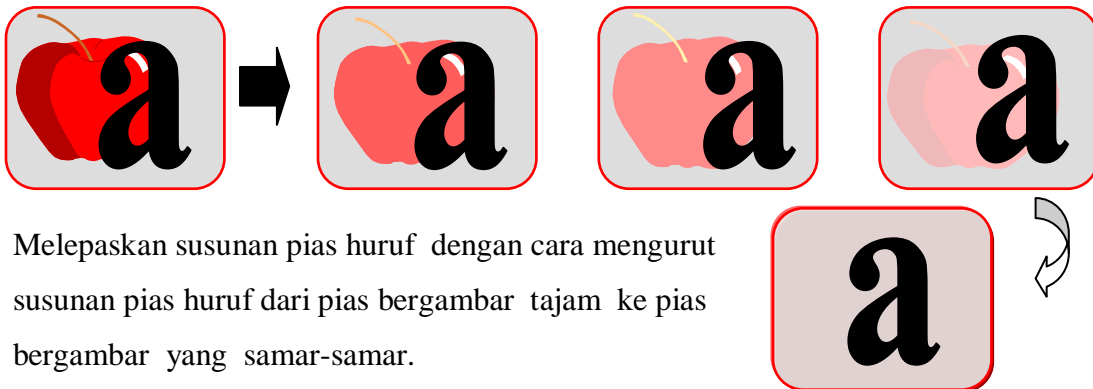 a a a a
Melepaskan susunan pias huruf dengan cara mengurut
a
susunan pias huruf dari pias bergambar tajam ke pias
bergambar yang samar-samar.